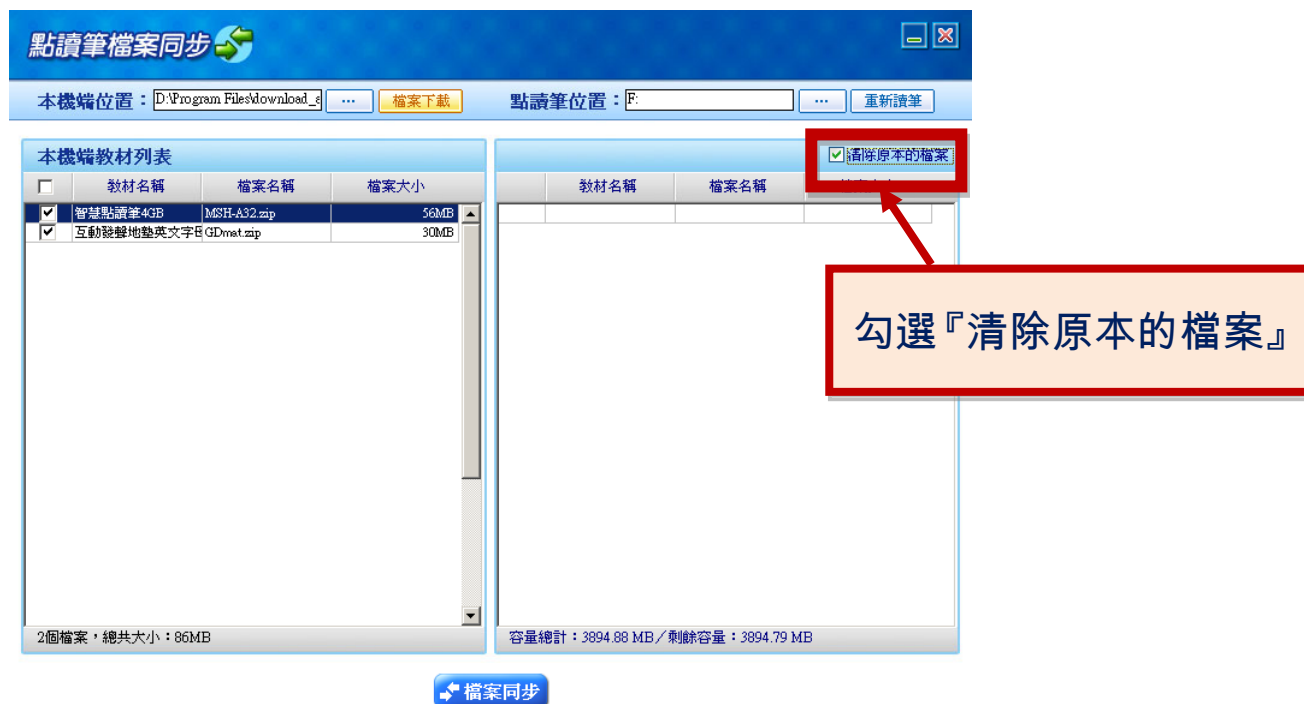 點讀筆檔案同步
本機端位置：D:\Program Files\download_ ... 檔案下載 點讀筆位置：F: ... 重新讀筆
本機端教材列表 清除原本的檔案
教材名稱 檔案名稱 檔案大小 教材名稱 檔案名稱
智慧點讀筆4GB MSH-A32.zip 56MB
互動發聲地墊英文字 GDmat.zip 30MB
勾選『清除原本的檔案』
2個檔案，總共大小：86MB 容量總計：3894.88 MB／剩餘容量：3894.79 MB
檔案同步